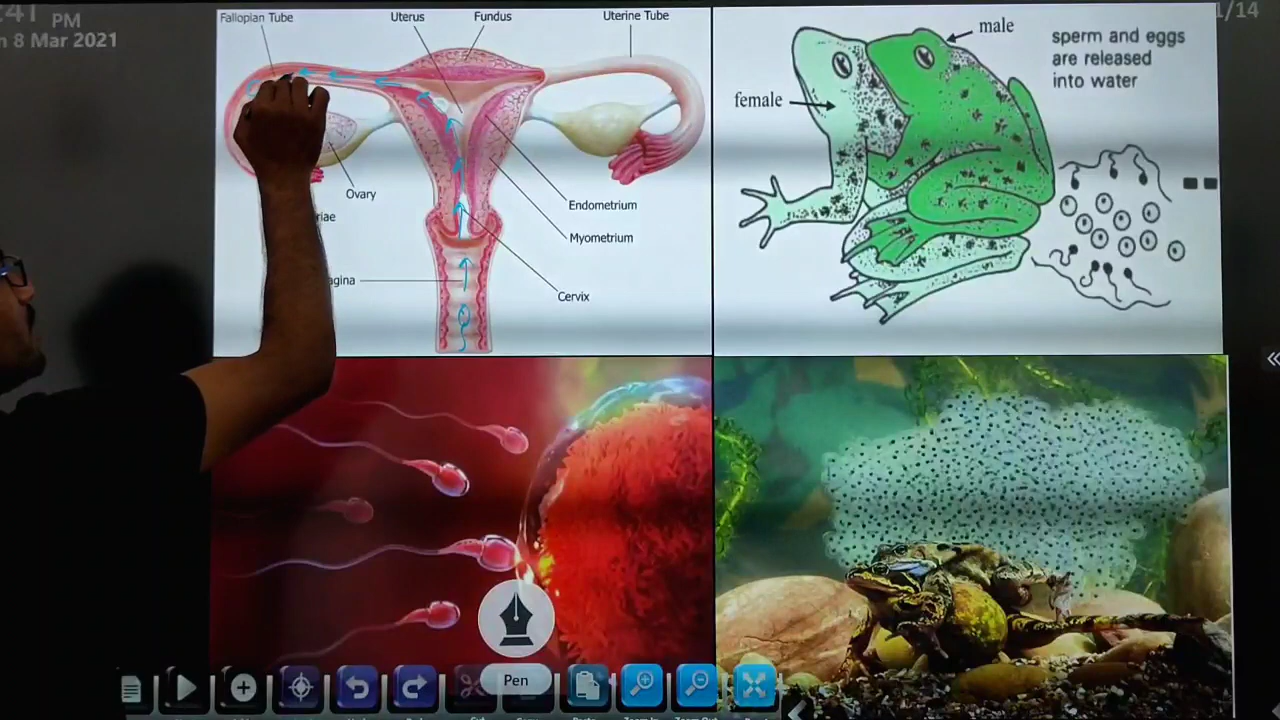 :41 PM
8 Mar 2021
1/14
Fallopian Tube
Uterus
Fundus
Uterine Tube
Ovary
Endometrium
Myometrium
Cervix
male
female
sperm and eggs
are released
into water
Pen